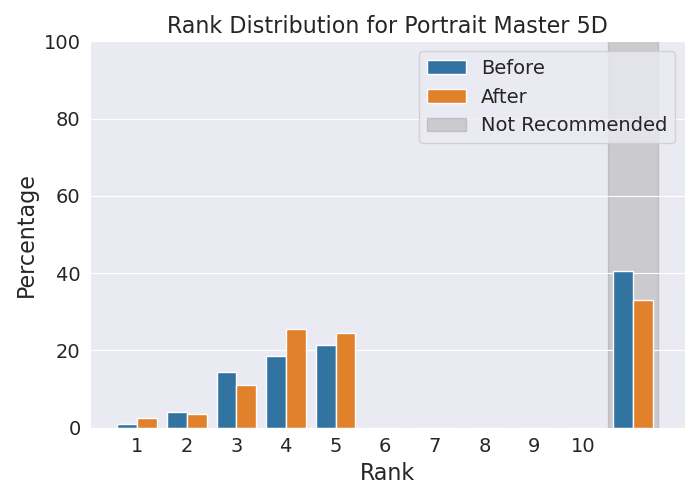 Rank Distribution for Portrait Master 5D
100
80
60
40
20
0
Percentage
Before
After
Not Recommended
1 2 3 4 5 6 7 8 9 10
Rank